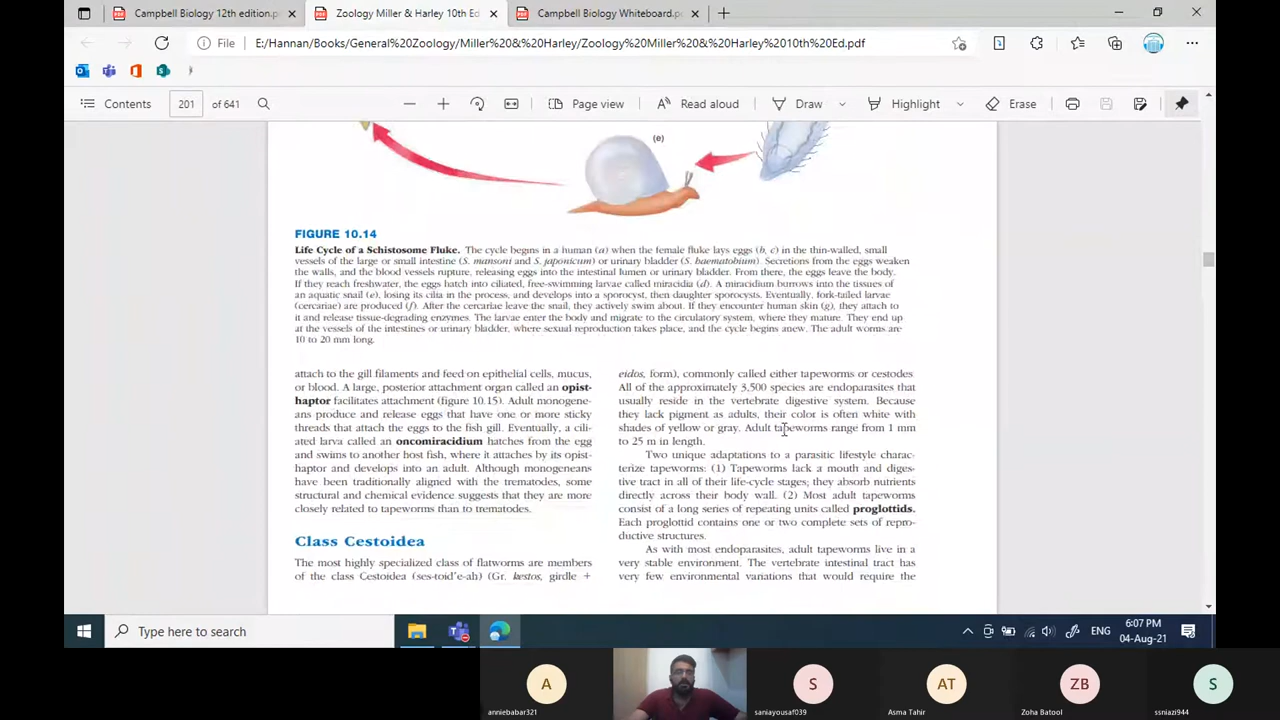 Campbell Biology 12th edition.p
Zoology Miller & Harley 10th Ed
Campbell Biology Whiteboard.p
File
E:/Hannan/Books/General%20Zoology/Miller%20&%20Harley/Zoology%20Miller%20&%20Harley%2010th%20Ed.pdf
Contents
201 of 641
Page view
Read aloud
Draw
Highlight
Erase
(e)
FIGURE 10.14
Life Cycle of a Schistosome Fluke. The cycle begins in a human (a) when the female fluke lays eggs (b, c) in the thin-walled, small
vessels of the large or small intestine (S. mansoni and S. japonicum) or urinary bladder (S. haematobium). Secretions from the eggs weaken
the walls, and the blood vessels rupture, releasing eggs into the intestinal lumen or urinary bladder. From there, the eggs leave the body.
If they reach freshwater, the eggs hatch into ciliated, free-swimming larvae called miracidia (d). A miracidium burrows into the tissues of
an aquatic snail (e), losing its cilia in the process, and develops into a sporocyst, then daughter sporocysts. Eventually, fork-tailed larvae
(cercariae) are produced (f). After the cercariae leave the snail, they actively swim about. If they encounter human skin (g), they attach to
it and release tissue-degrading enzymes. The larvae enter the body and migrate to the circulatory system, where they mature. They end up
at the vessels of the intestines or urinary bladder, where sexual reproduction takes place, and the cycle begins anew. The adult worms are
10 to 20 mm long.
attach to the gill filaments and feed on epithelial cells, mucus,
or blood. A large, posterior attachment organ called an opist-
haptor facilitates attachment (figure 10.15). Adult monogene-
ans produce and release eggs that have one or more sticky
threads that attach the eggs to the fish gill. Eventually, a cili-
ated larva called an oncomiracidium hatches from the egg
and swims to another host fish, where it attaches by its opist-
haptor and develops into an adult. Although monogeneans
have been traditionally aligned with the trematodes, some
structural and chemical evidence suggests that they are more
closely related to tapeworms than to trematodes.
Class Cestoidea
The most highly specialized class of flatworms are members
of the class Cestoidea (ses-toid'e-ah) (Gr. kestos, girdle +
eidos, form), commonly called either tapeworms or cestodes.
All of the approximately 3,500 species are endoparasites that
usually reside in the vertebrate digestive system. Because
they lack pigment as adults, their color is often white with
shades of yellow or gray. Adult tapeworms range from 1 mm
to 25 m in length.
Two unique adaptations to a parasitic lifestyle charac-
terize tapeworms: (1) Tapeworms lack a mouth and diges-
tive tract in all of their life-cycle stages; they absorb nutrients
directly across their body wall. (2) Most adult tapeworms
consist of a long series of repeating units called proglottids.
Each proglottid contains one or two complete sets of repro-
ductive structures.
As with most endoparasites, adult tapeworms live in a
very stable environment. The vertebrate intestinal tract has
very few environmental variations that would require the
Type here to search
ENG
6:07 PM
04-Aug-21
A
S
AT
ZB
S
anniebabar321
saniayousaf039
Asma Tahir
Zoha Batool
ssniazi944